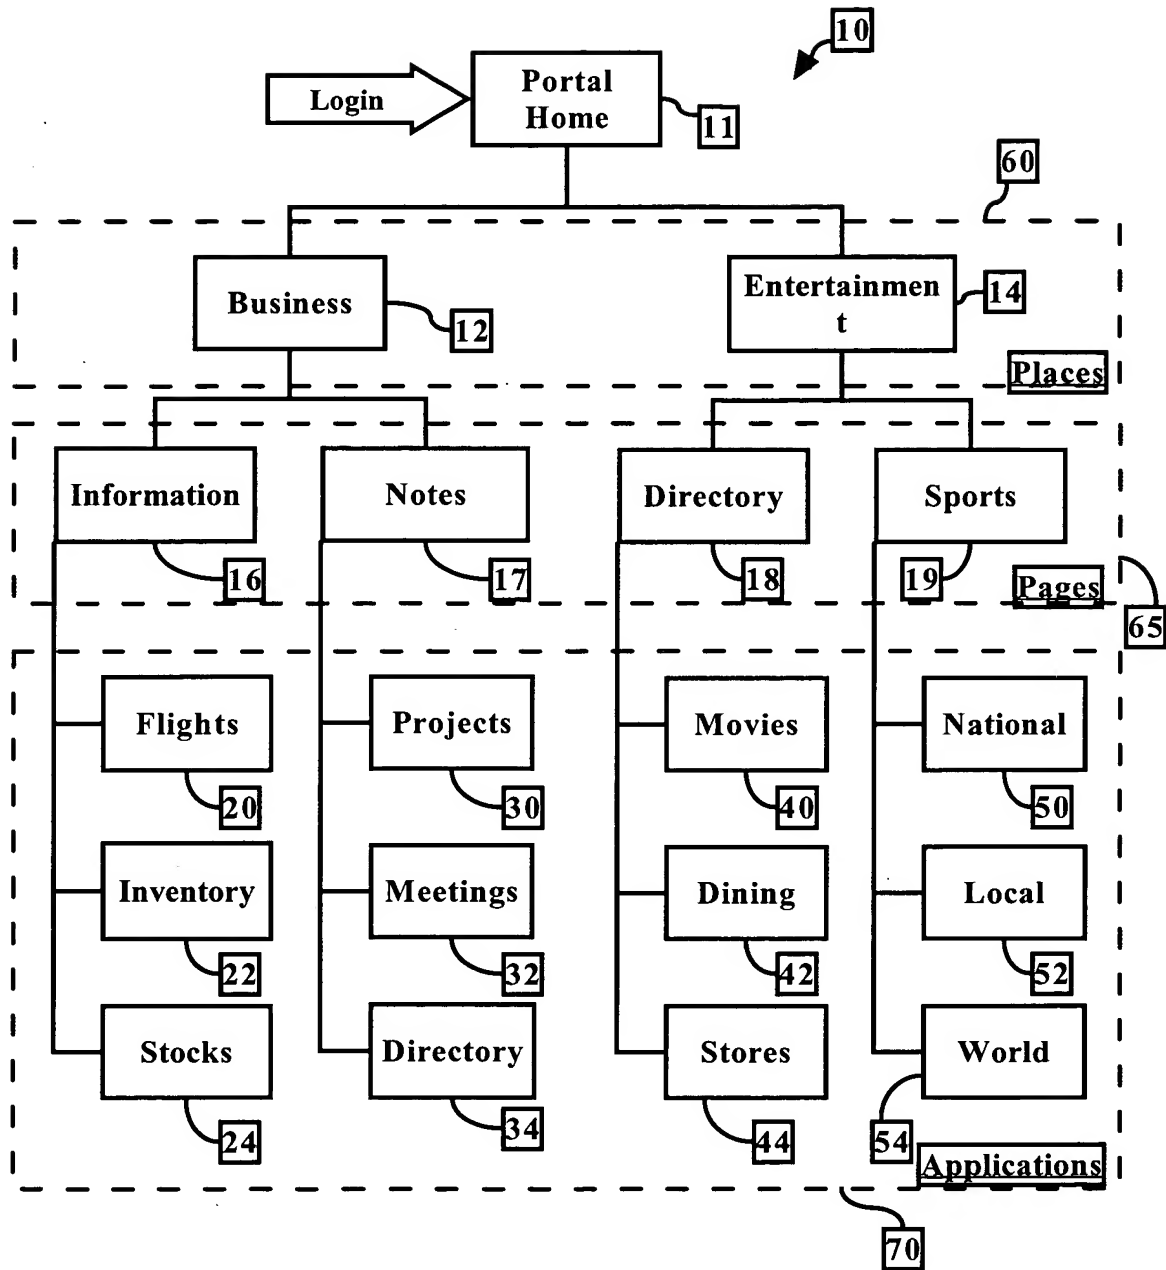 10
Portal
Home
Login
11
60
Business
Entertainmen
t
12
14
Places
Information
Notes
Directory
Sports
16
17
18
19
Pages
65
Flights
Projects
Movies
National
20
30
40
50
Inventory
Meetings
Dining
Local
22
32
42
52
Stocks
Directory
Stores
World
24
34
44
54
Applications
70